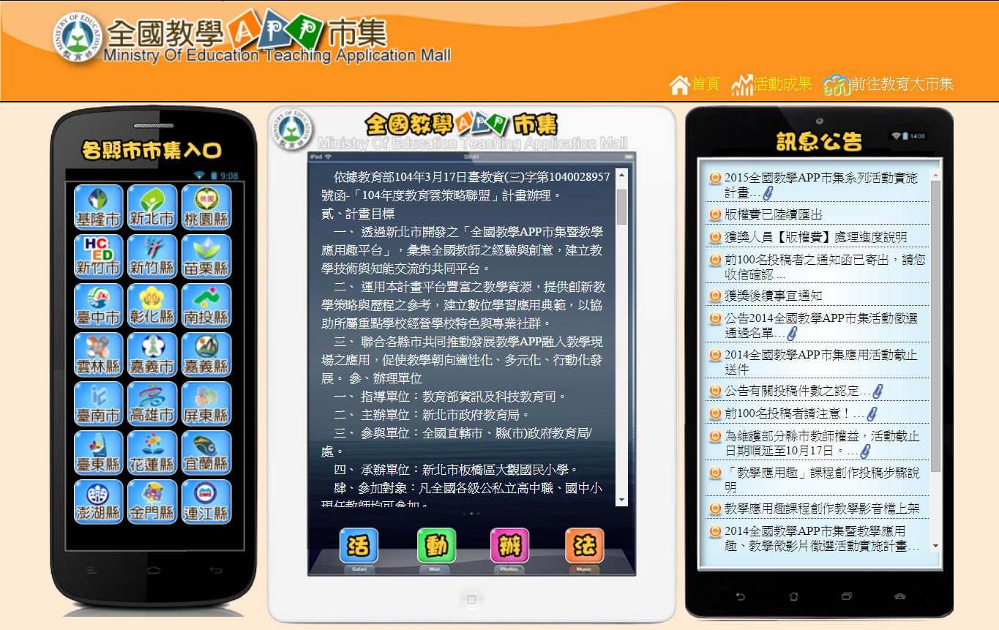 MINISTRY OF EDUCATION
教育部
全國教學APP市集
Ministry Of Education Teaching Application Mall
首頁 活動成果 edu 前往教育大市集
各縣市市集入口
9:08
基隆市 新北市 桃園縣
HC
ED
新竹市 新竹縣 苗栗縣
臺中市 彰化縣 南投縣
雲林縣 嘉義市 嘉義縣
臺南市 高雄市 屏東縣
臺東縣 花蓮縣 宜蘭縣
澎湖縣 金門縣 連江縣
全國教學APP市集
Ministry Of Education Teaching Application Mall
iPad 09:41
依據教育部104年3月17日臺教資(三)字第1040028957
號函-「104年度教育雲策略聯盟」計畫辦理。
貳、計畫目標
一、 透過新北市開發之「全國教學APP市集暨教學
應用趣平台」，彙集全國教師之經驗與創意，建立教
學技術與知能交流的共同平台。
二、 運用本計畫平台豐富之教學資源，提供創新教
學策略與歷程之參考，建立數位學習應用典範，以協
助所屬重點學校經營學校特色與專業社群。
三、 聯合各縣市共同推動發展教學APP融入教學現
場之應用，促使教學朝向適性化、多元化、行動化發
展。 參、辦理單位
一、 指導單位：教育部資訊及科技教育司。
二、 主辦單位：新北市政府教育局。
三、 參與單位：全國直轄市、縣(市)政府教育局/
處。
四、 承辦單位：新北市板橋區大觀國民小學。
肆、參加對象：凡全國各級公私立高中職、國中小
現任教師均可參加。
活 動 辦 法
Safari Mail Photos Music
訊息公告
14:00
2015全國教學APP市集系列活動實施
計畫...
版權費已陸續匯出
獲獎人員【版權費】處理進度說明
前100名投稿者之通知函已寄出，請您
收信確認 ...
獲獎後續事宜通知
公告2014全國教學APP市集活動徵選
通過名單...
2014全國教學APP市集應用活動截止
送件
公告有關投稿件數之認定...
前100名投稿者請注意！...
為維護部分縣市教師權益，活動截止
日期順延至10月17日。...
「教學應用趣」課程創作投稿步驟說
明
教學應用趣課程創作教學影音檔上架
2014全國教學APP市集暨教學應用
趣、教學微影片徵選活動實施計畫...